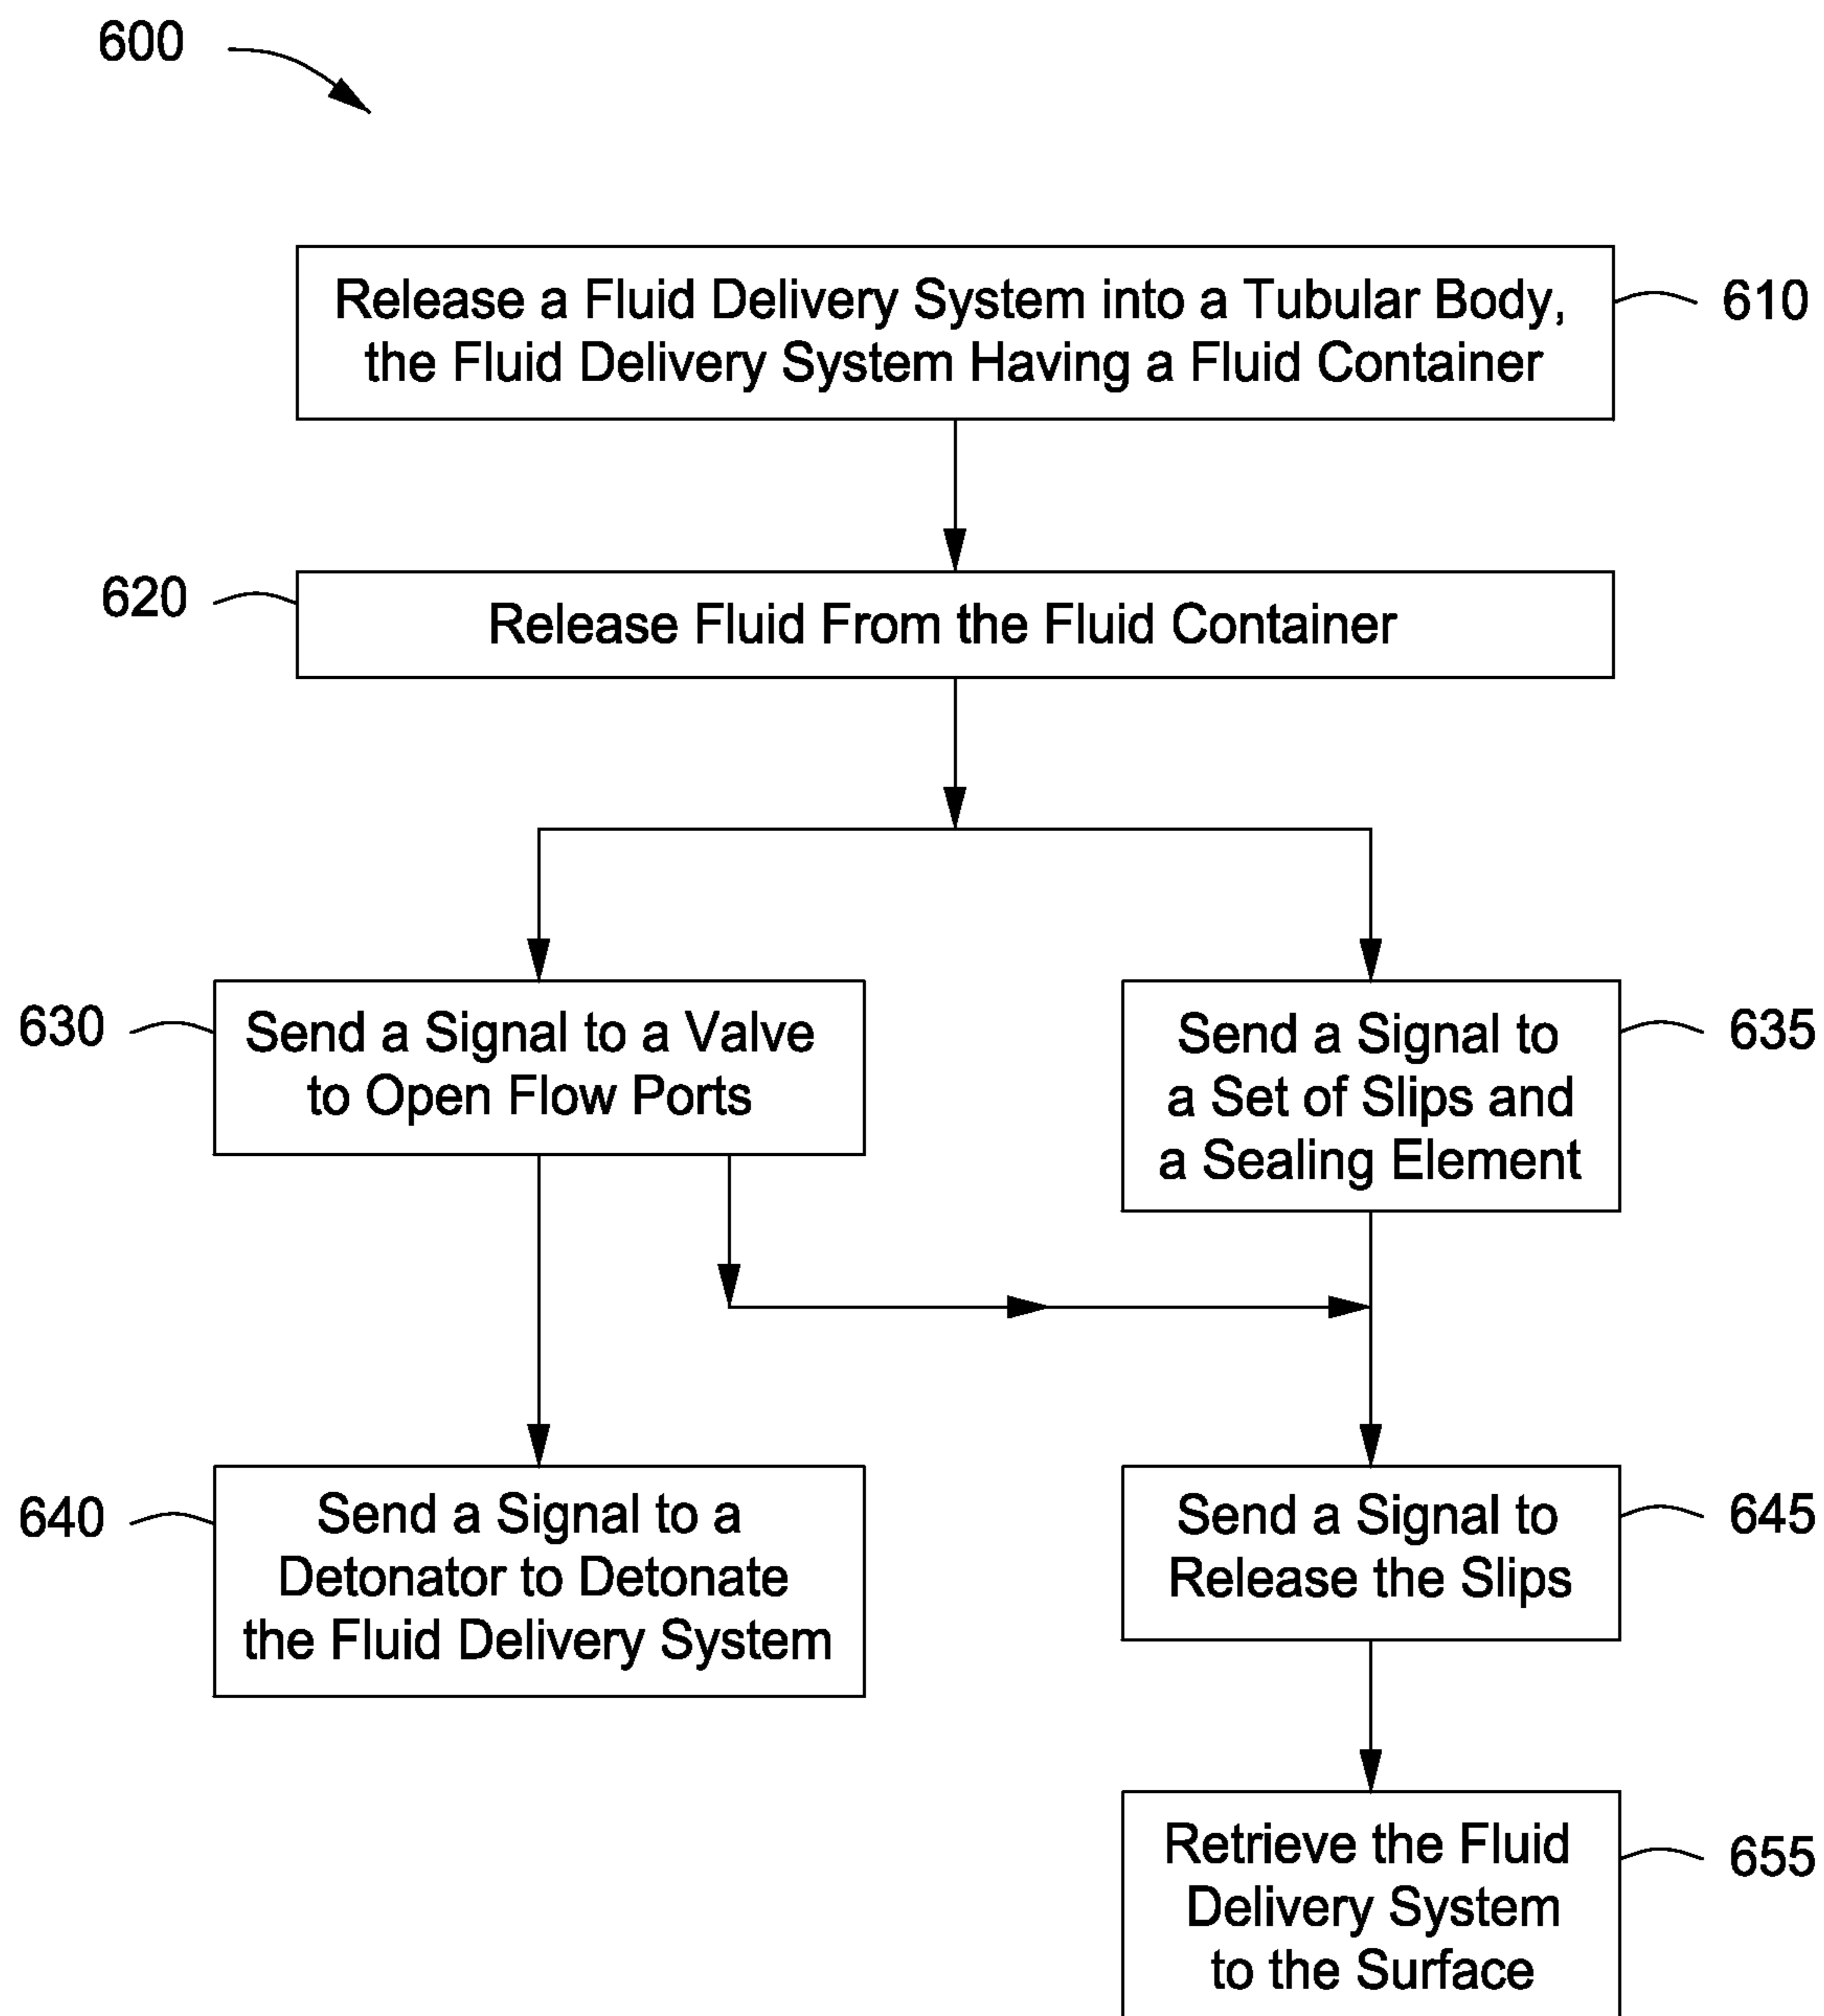 600
Release a Fluid Delivery System into a Tubular Body,
the Fluid Delivery System Having a Fluid Container
610
620
Release Fluid From the Fluid Container
630
Send a Signal to a Valve
to Open Flow Ports
Send a Signal to
a Set of Slips and
a Sealing Element
635
640
Send a Signal to a
Detonator to Detonate
the Fluid Delivery System
Send a Signal to
Release the Slips
645
Retrieve the Fluid
Delivery System
to the Surface
655